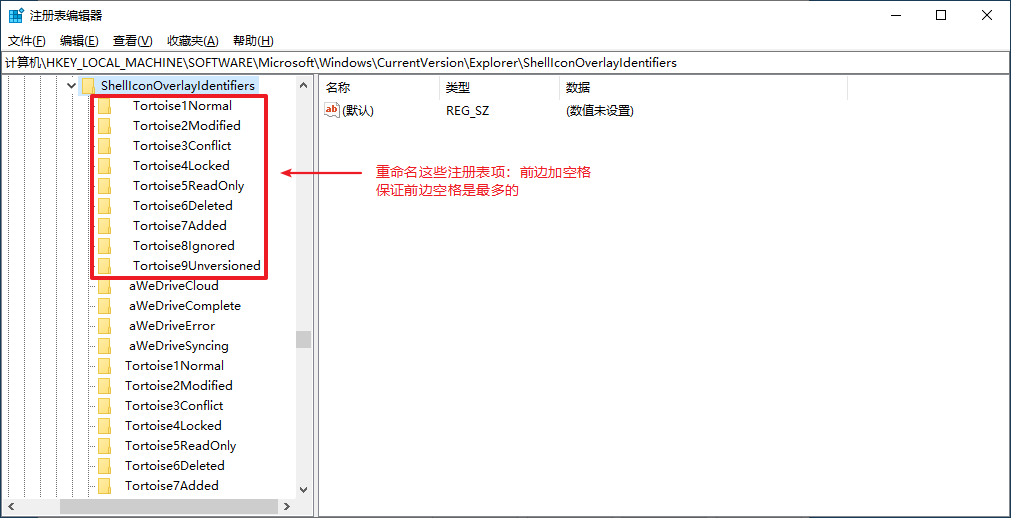 注册表编辑器
文件(F) 编辑(E) 查看(V) 收藏夹(A) 帮助(H)
计算机\HKEY_LOCAL_MACHINE\SOFTWARE\Microsoft\Windows\CurrentVersion\Explorer\ShellIconOverlayIdentifiers
ShellIconOverlayIdentifiers
Tortoise1Normal
Tortoise2Modified
Tortoise3Conflict
Tortoise4Locked
Tortoise5ReadOnly
Tortoise6Deleted
Tortoise7Added
Tortoise8Ignored
Tortoise9Unversioned
aWeDriveCloud
aWeDriveComplete
aWeDriveError
aWeDriveSyncing
Tortoise1Normal
Tortoise2Modified
Tortoise3Conflict
Tortoise4Locked
Tortoise5ReadOnly
Tortoise6Deleted
Tortoise7Added
名称 类型 数据
ab (默认) REG_SZ (数值未设置)
重命名这些注册表项：前边加空格
保证前边空格是最多的